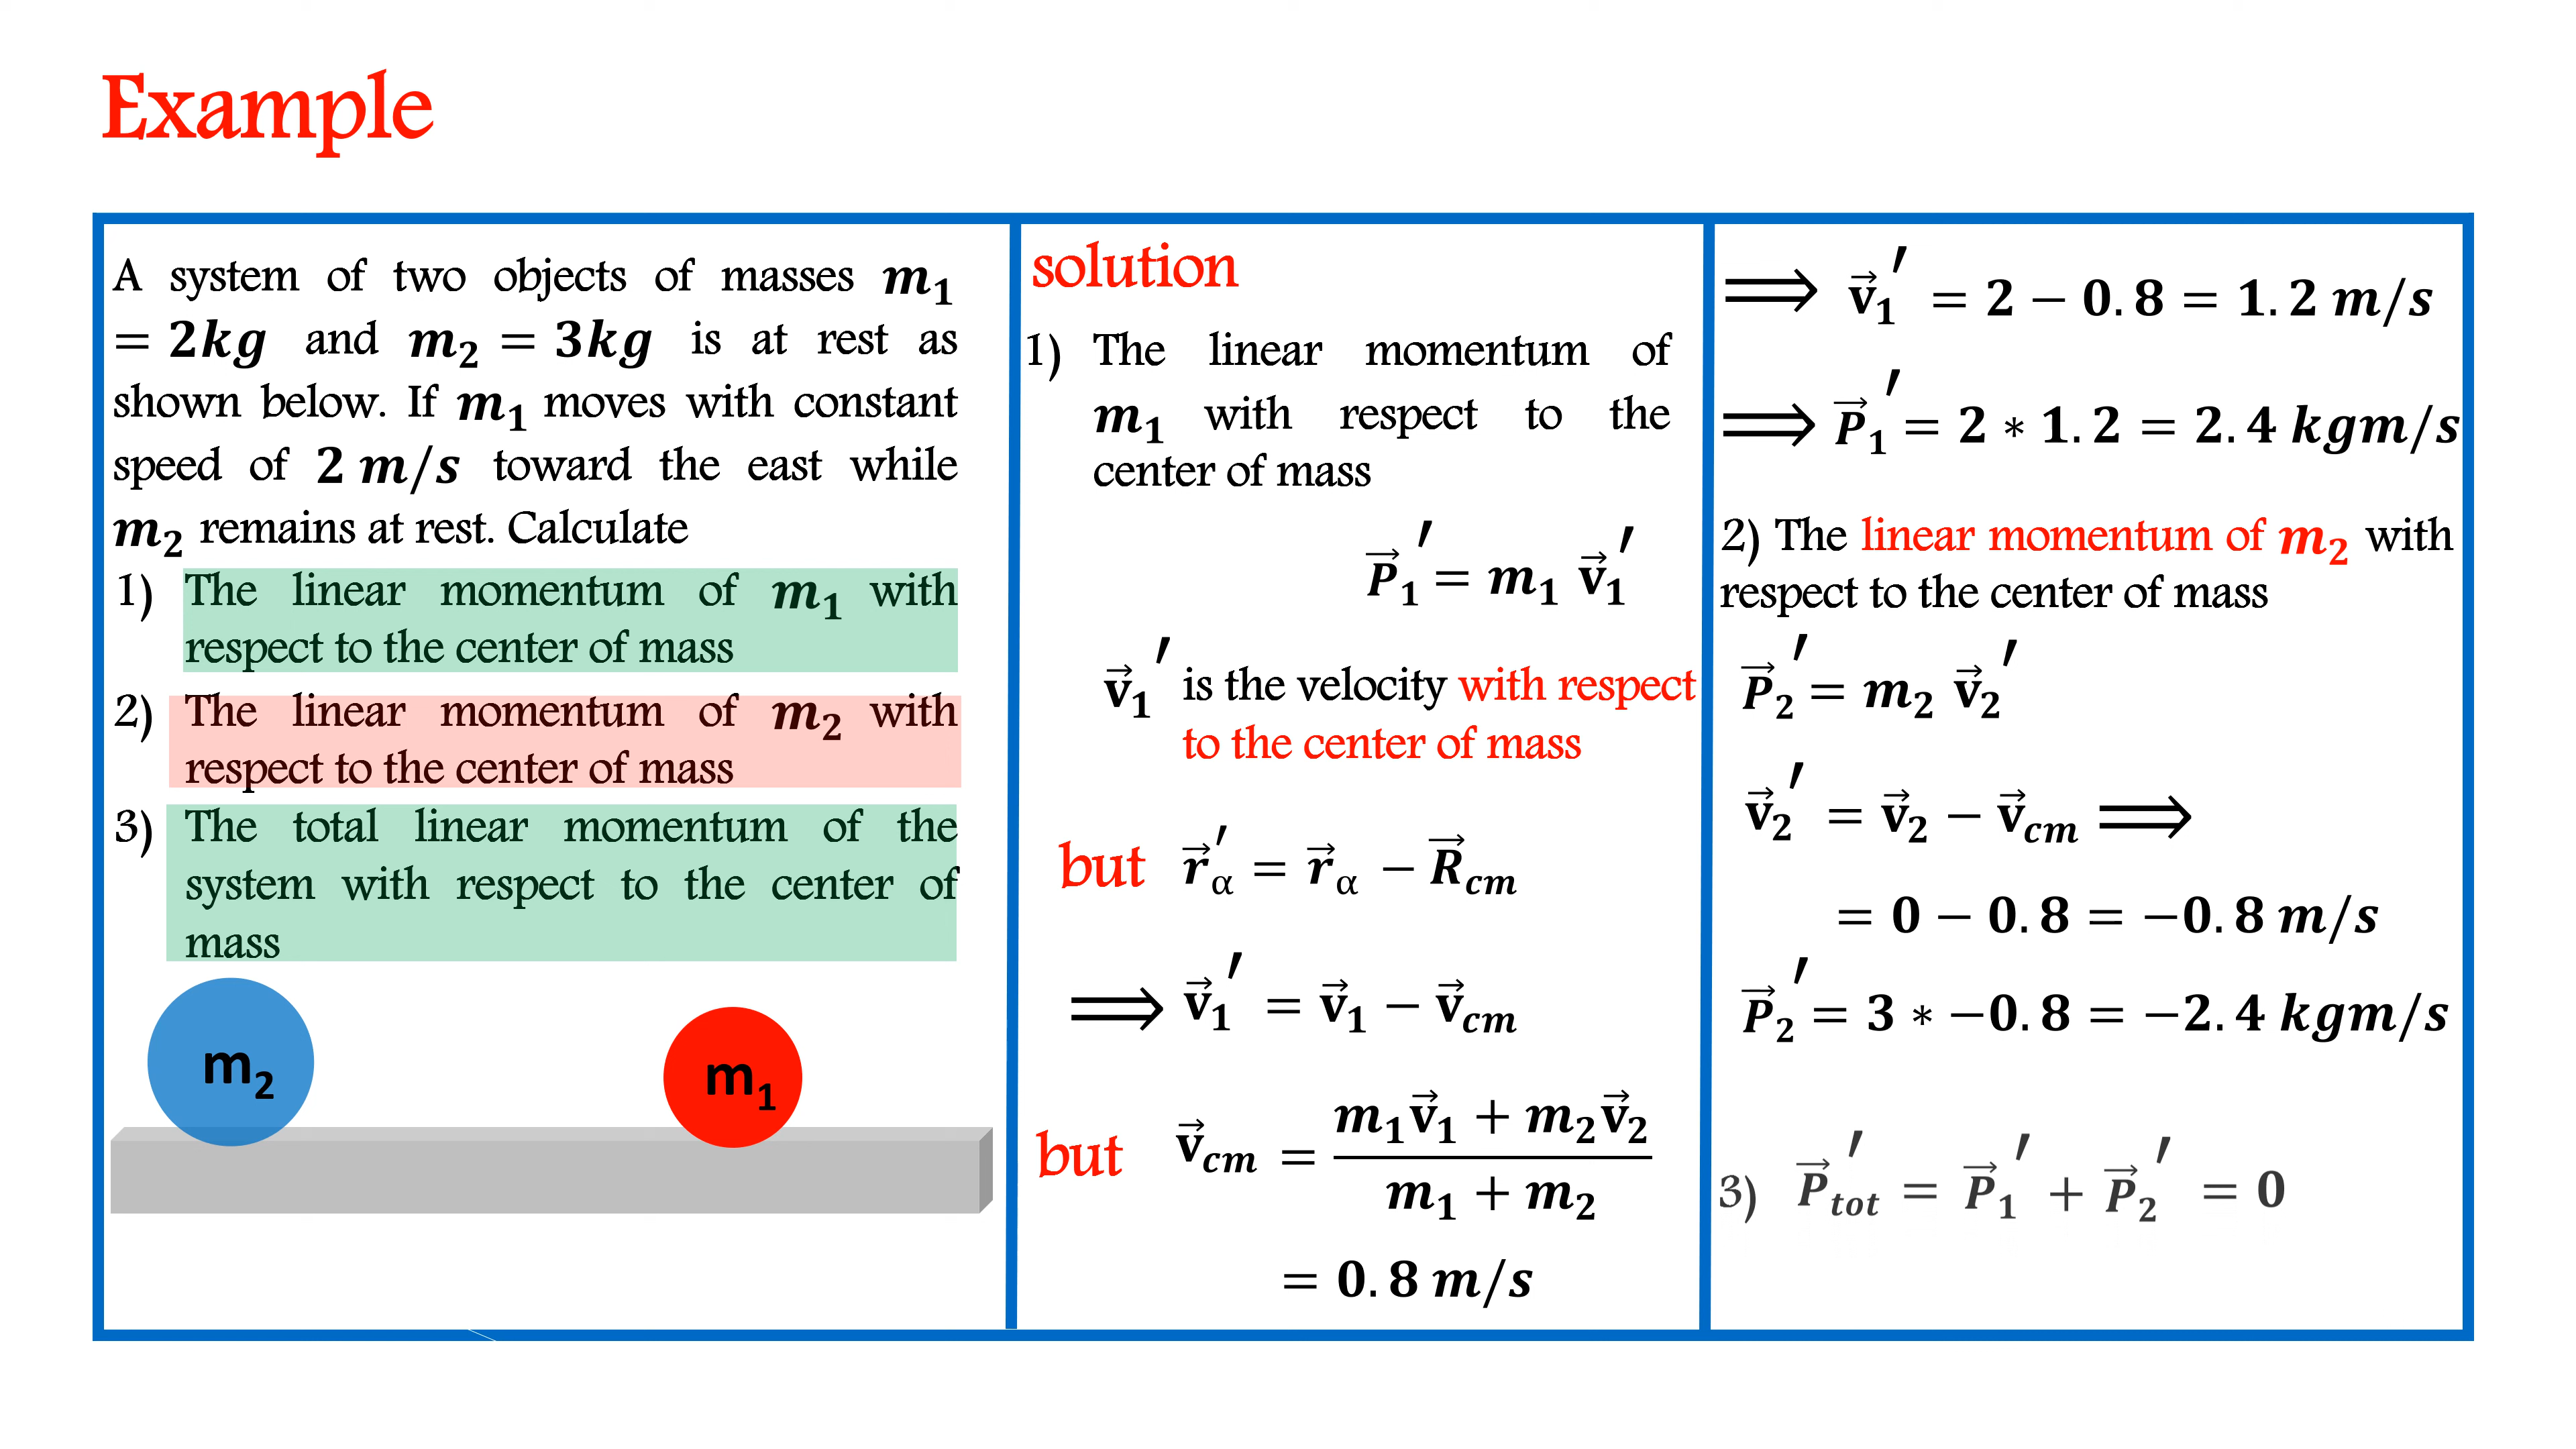 Example
A system of two objects of masses m₁
= 2kg and m₂ = 3kg is at rest as
shown below. If m₁ moves with constant
speed of 2 m/s toward the east while
m₂ remains at rest. Calculate
1) The linear momentum of m₁ with
respect to the center of mass
2) The linear momentum of m₂ with
respect to the center of mass
3) The total linear momentum of the
system with respect to the center of
mass
m₂
m₁
solution
1) The linear momentum of
m₁ with respect to the
center of mass
P⃗₁′ = m₁ v⃗₁′
v⃗₁′ is the velocity with respect
to the center of mass
but r⃗′α = r⃗α − R⃗cm
⟹ v⃗₁′ = v⃗₁ − v⃗cm
but v⃗cm = (m₁v⃗₁ + m₂v⃗₂) / (m₁ + m₂)
= 0.8 m/s
⟹ v⃗₁′ = 2 − 0.8 = 1.2 m/s
⟹ P⃗₁′ = 2 ∗ 1.2 = 2.4 kgm/s
2) The linear momentum of m₂ with
respect to the center of mass
P⃗₂′ = m₂ v⃗₂′
v⃗₂′ = v⃗₂ − v⃗cm ⟹
= 0 − 0.8 = −0.8 m/s
P⃗₂′ = 3 ∗ −0.8 = −2.4 kgm/s
3) P⃗tot′ = P⃗₁′ + P⃗₂′ = 0